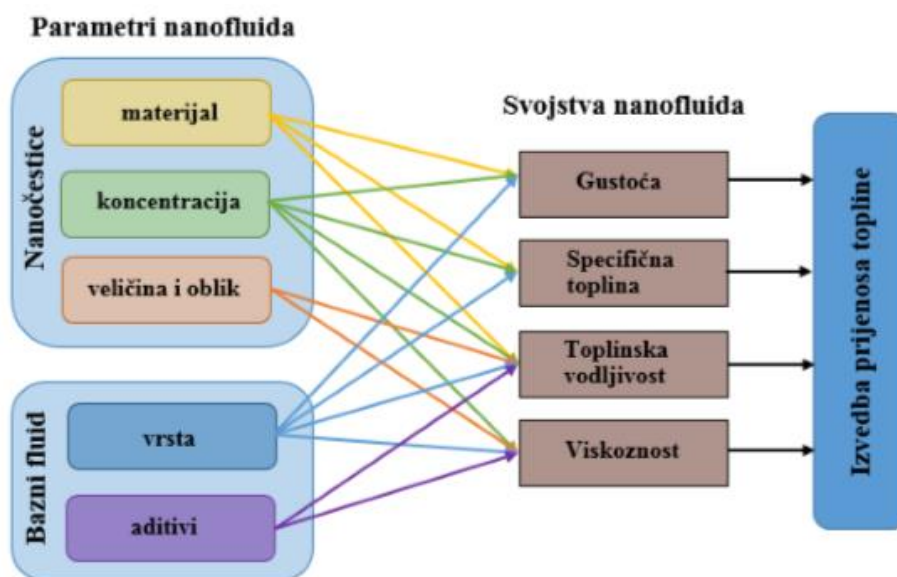 Parametri nanofluida
Nanočestice
materijal
koncentracija
veličina i oblik
Bazni fluid
vrsta
aditivi
Svojstva nanofluida
Gustoća
Specifična
toplina
Toplinska
vodljivost
Viskoznost
Izvedba prijenosa topline